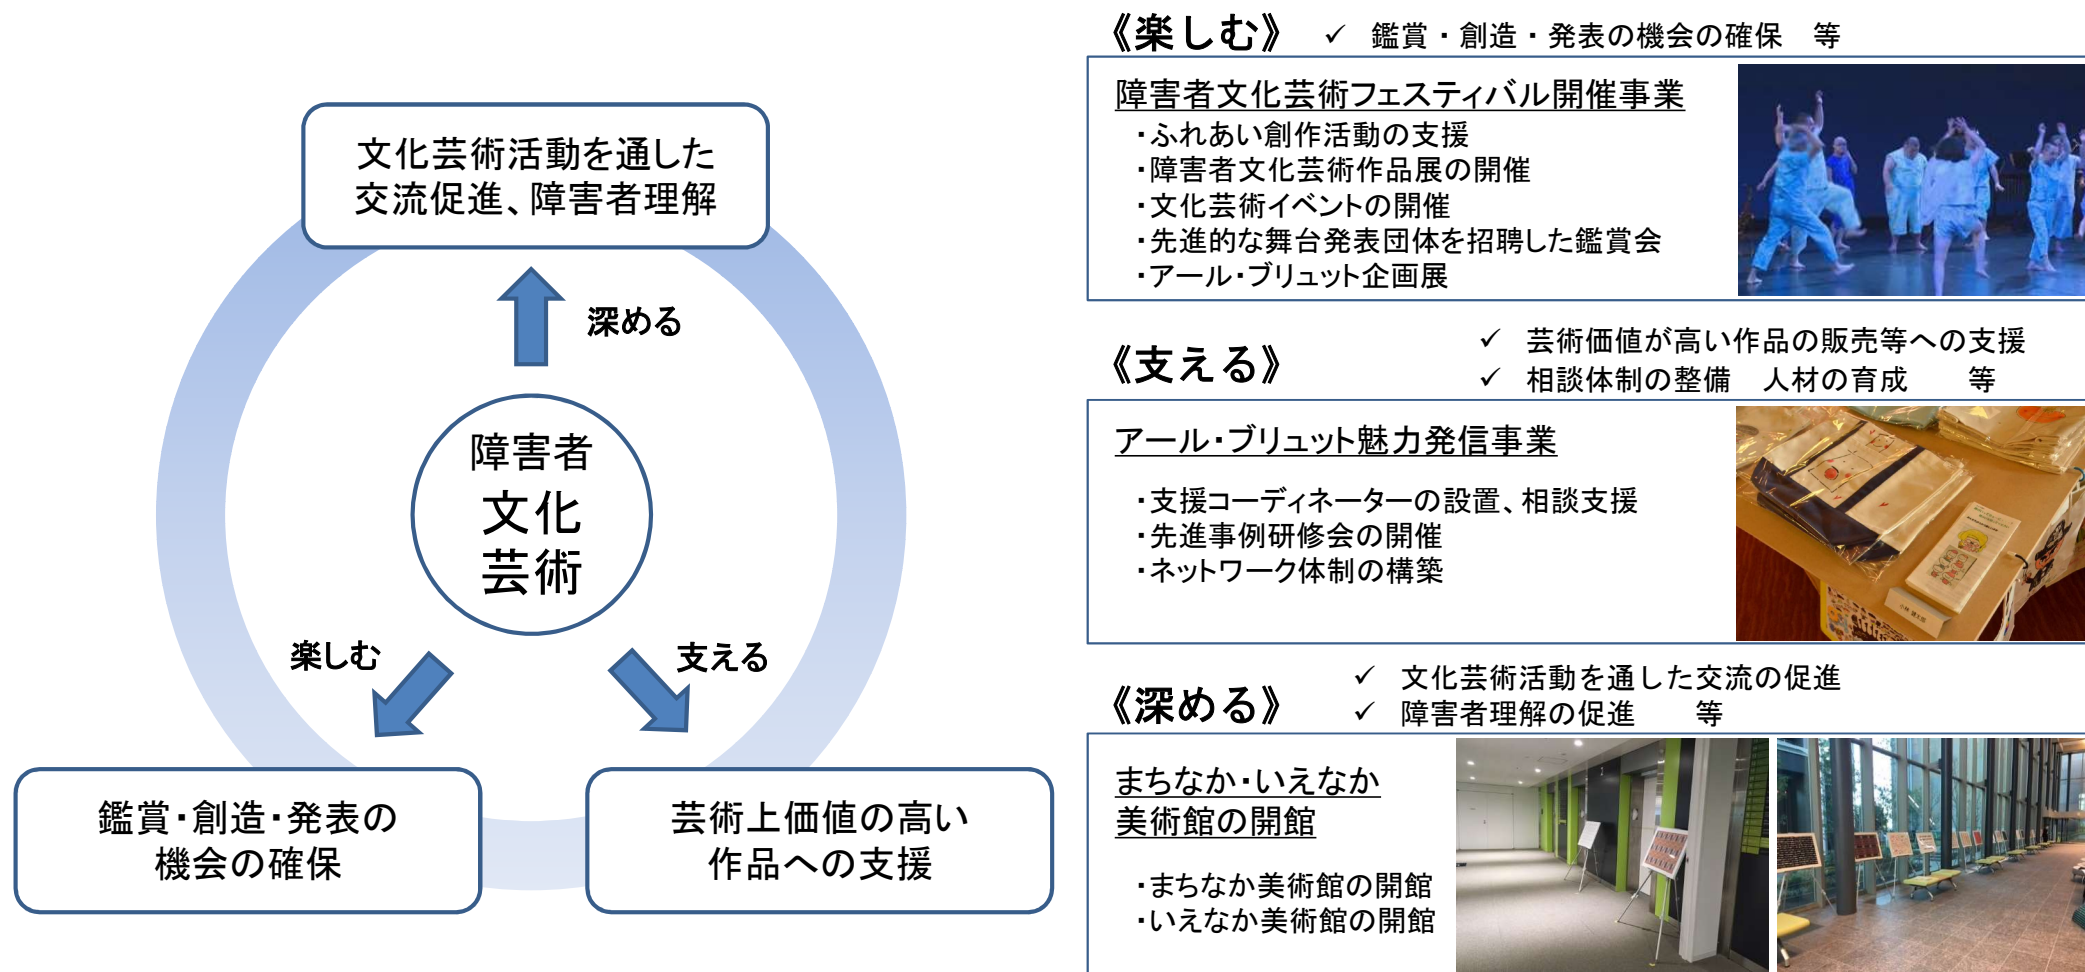 文化芸術活動を通した
交流促進、障害者理解
深める
障害者
文化
芸術
楽しむ
支える
鑑賞・創造・発表の
機会の確保
芸術上価値の高い
作品への支援
《楽しむ》 ✓ 鑑賞・創造・発表の機会の確保 等
障害者文化芸術フェスティバル開催事業
・ふれあい創作活動の支援
・障害者文化芸術作品展の開催
・文化芸術イベントの開催
・先進的な舞台発表団体を招聘した鑑賞会
・アール・ブリュット企画展
《支える》
✓ 芸術価値が高い作品の販売等への支援
✓ 相談体制の整備 人材の育成 等
アール・ブリュット魅力発信事業
・支援コーディネーターの設置、相談支援
・先進事例研修会の開催
・ネットワーク体制の構築
《深める》
✓ 文化芸術活動を通した交流の促進
✓ 障害者理解の促進 等
まちなか・いえなか
美術館の開館
・まちなか美術館の開館
・いえなか美術館の開館